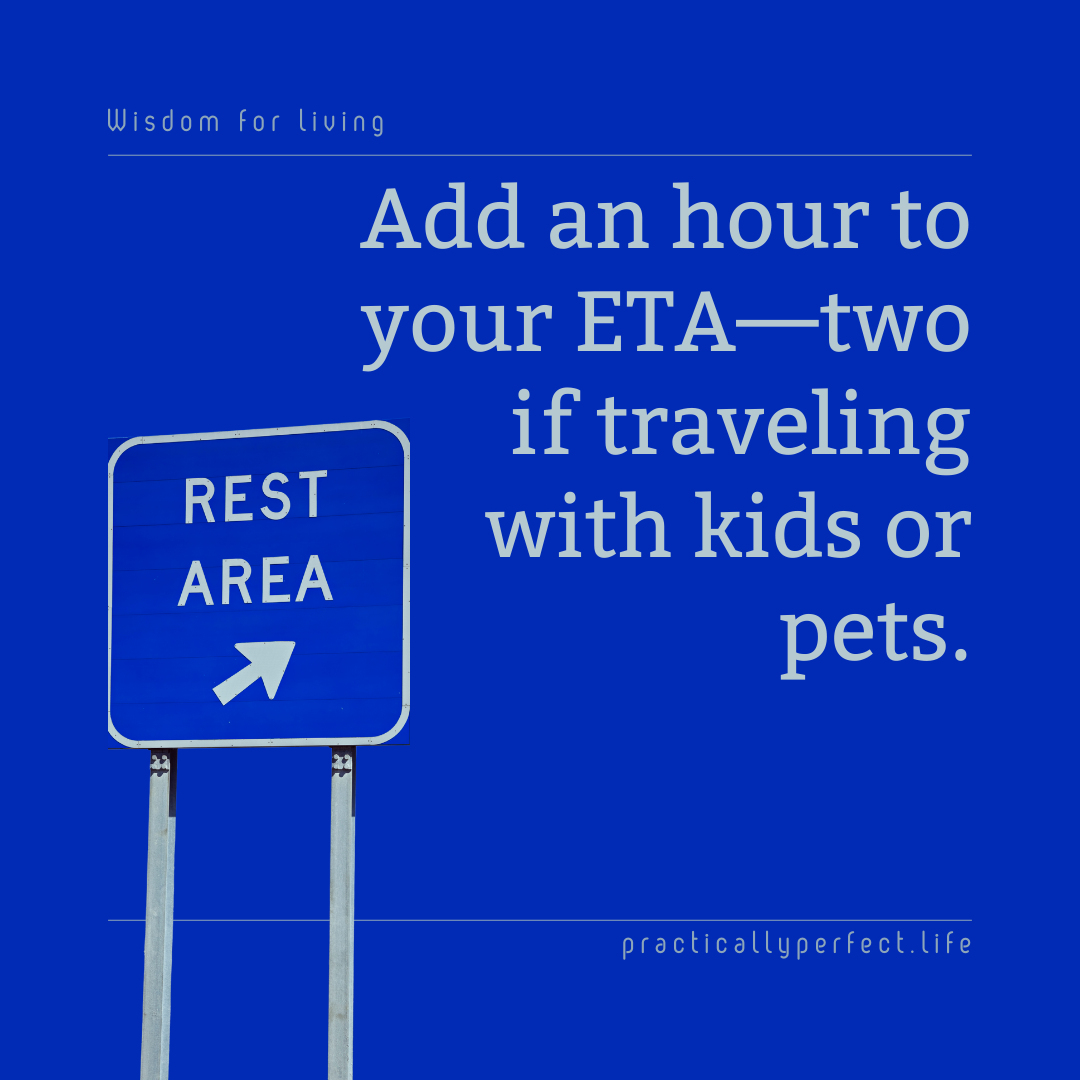 Wisdom for living
Add an hour to
your ETA—two
if traveling
with kids or
pets.
REST
AREA
practicallyperfect.life